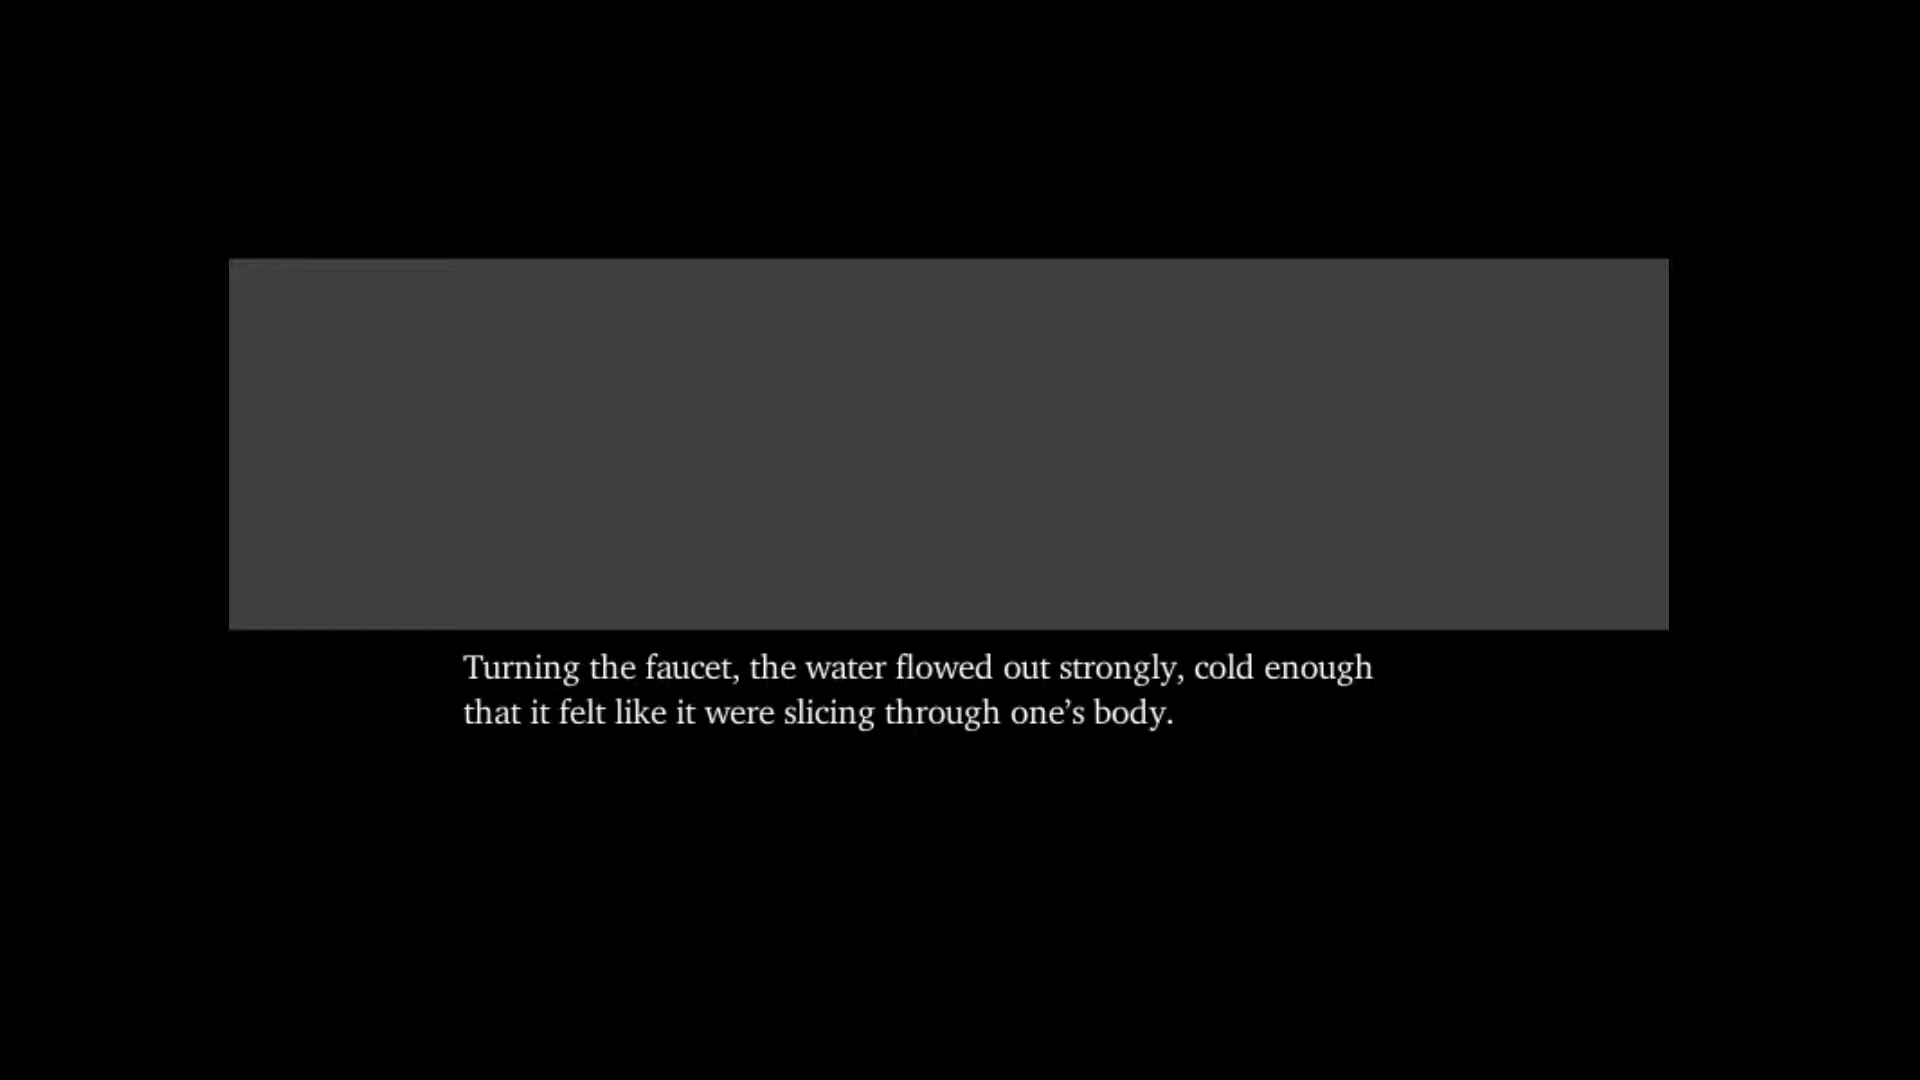 Turning the faucet, the water flowed out strongly, cold enough
that it felt like it were slicing through one’s body.